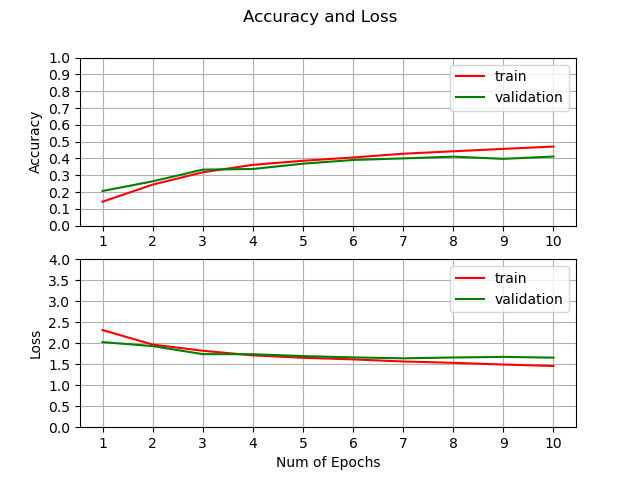 Accuracy and Loss
1.0
0.9
0.8
0.7
0.6
0.5
0.4
0.3
0.2
0.1
0.0
Accuracy
train
validation
1 2 3 4 5 6 7 8 9 10
4.0
3.5
3.0
2.5
2.0
1.5
1.0
0.5
0.0
Loss
train
validation
1 2 3 4 5 6 7 8 9 10
Num of Epochs